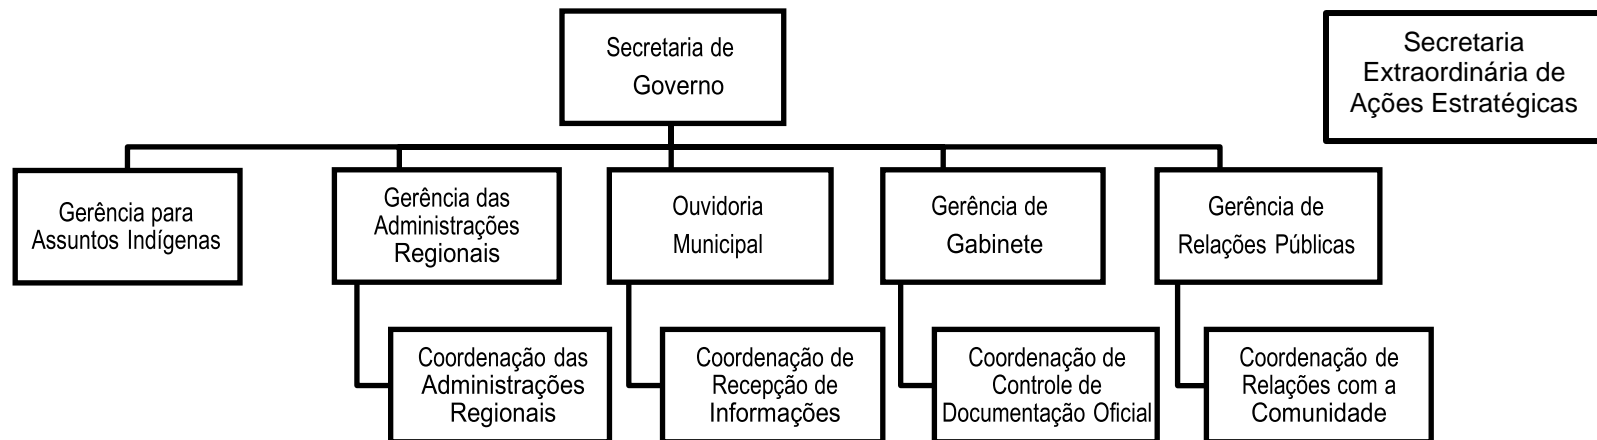 Secretaria de
Governo
Secretaria
Extraordinária de
Ações Estratégicas
Gerência para
Assuntos Indígenas
Gerência das
Administrações
Regionais
Ouvidoria
Municipal
Gerência de
Gabinete
Gerência de
Relações Públicas
Coordenação das
Administrações
Regionais
Coordenação de
Recepção de
Informações
Coordenação de
Controle de
Documentação Oficial
Coordenação de
Relações com a
Comunidade